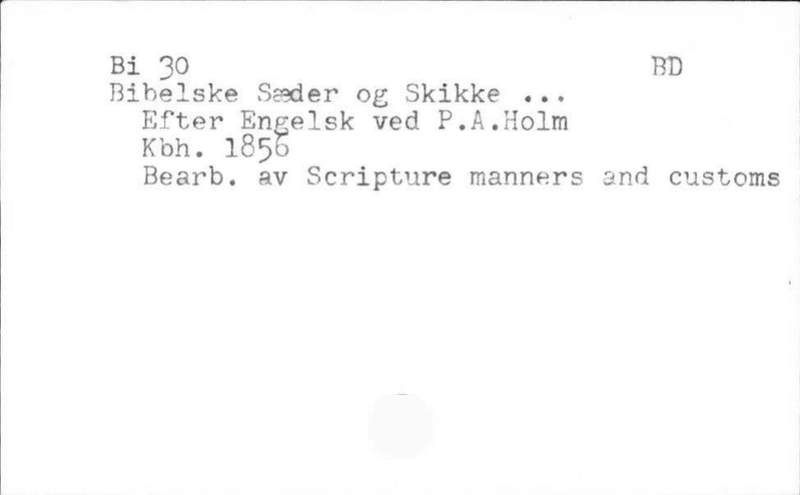 Bi 30 BD
Bibelske Sæder og Skikke ...
Efter Engelsk ved P.A.Holm
Kbh. 1856
Bearb. av Scripture manners and customs